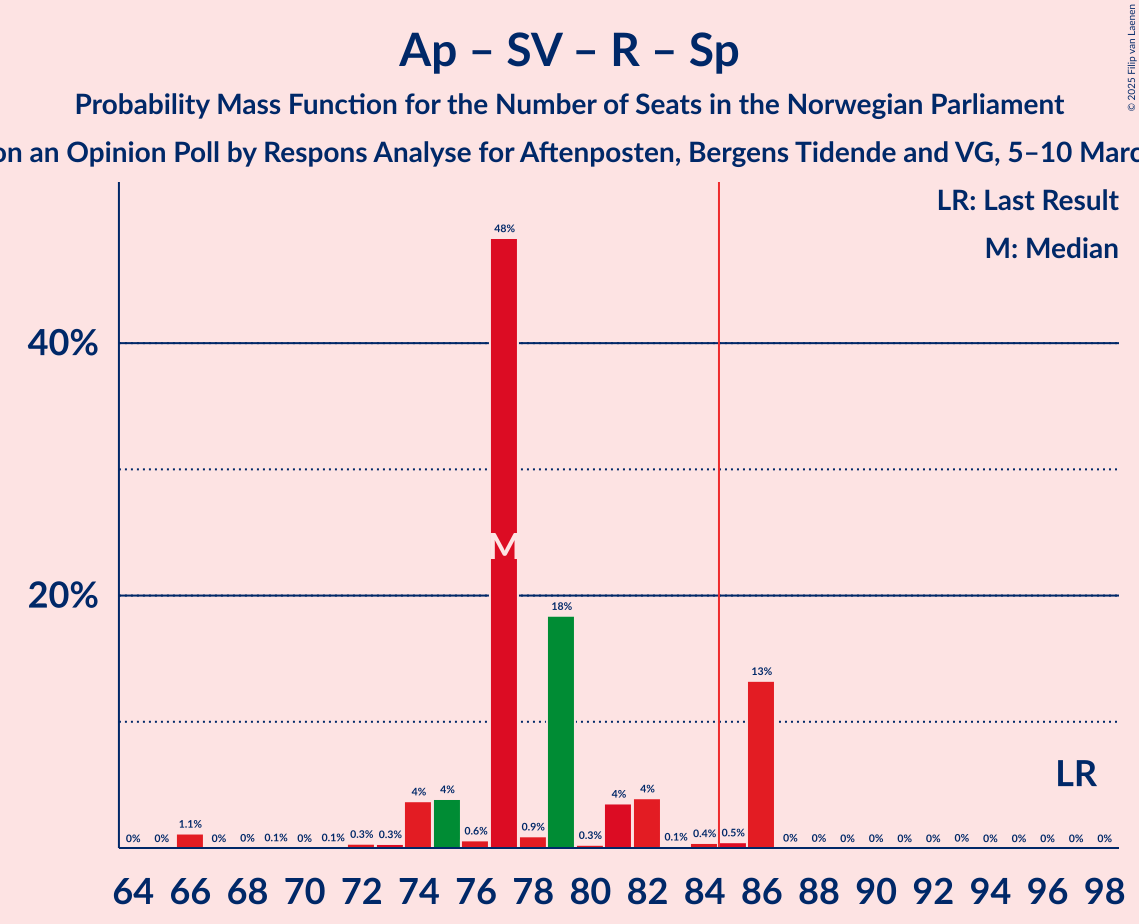 Ap – SV – R – Sp
Probability Mass Function for the Number of Seats in the Norwegian Parliament
on an Opinion Poll by Respons Analyse for Aftenposten, Bergens Tidende and VG, 5–10 Marc
© 2025 Filip van Laenen
LR: Last Result
M: Median
48%
40%
M
20%
18%
13%
LR
0% 0% 1.1% 0% 0% 0.1% 0% 0.1% 0.3% 0.3% 4% 4% 0.6% 0.9% 0.3% 4% 4% 0.1% 0.4% 0.5% 0% 0% 0% 0% 0% 0% 0% 0% 0% 0% 0% 0%
64 66 68 70 72 74 76 78 80 82 84 86 88 90 92 94 96 98